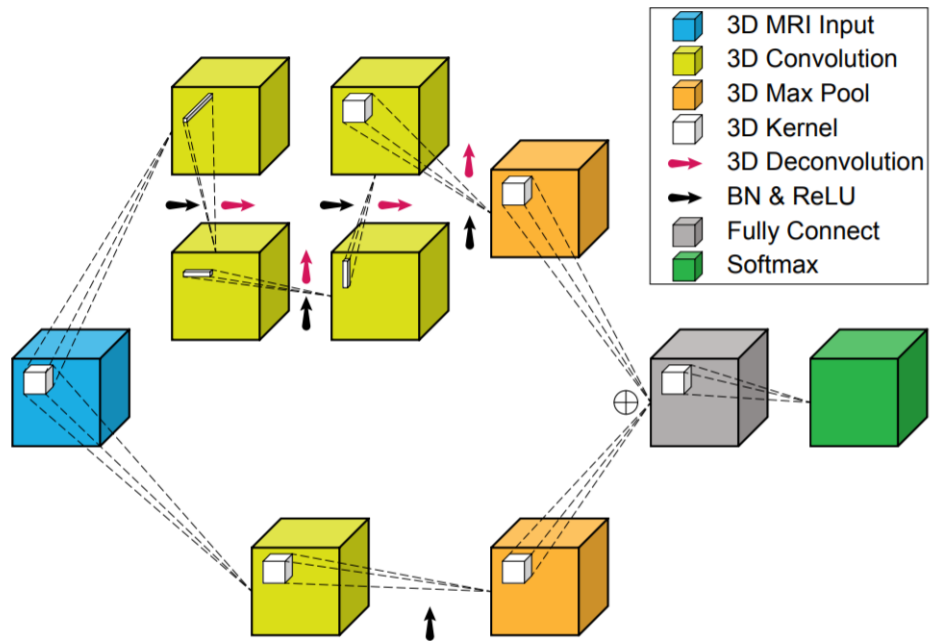 3D MRI Input
3D Convolution
3D Max Pool
3D Kernel
3D Deconvolution
BN & ReLU
Fully Connect
Softmax